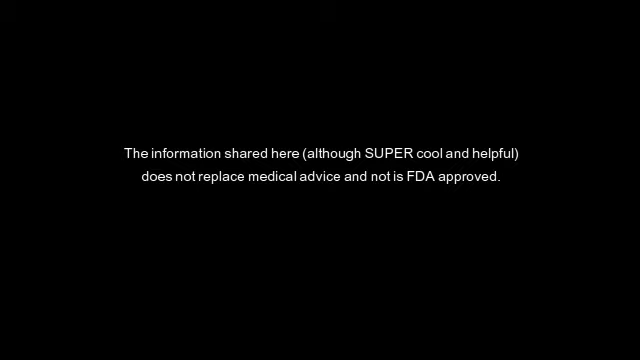 The information shared here (although SUPER cool and helpful)
does not replace medical advice and not is FDA approved.